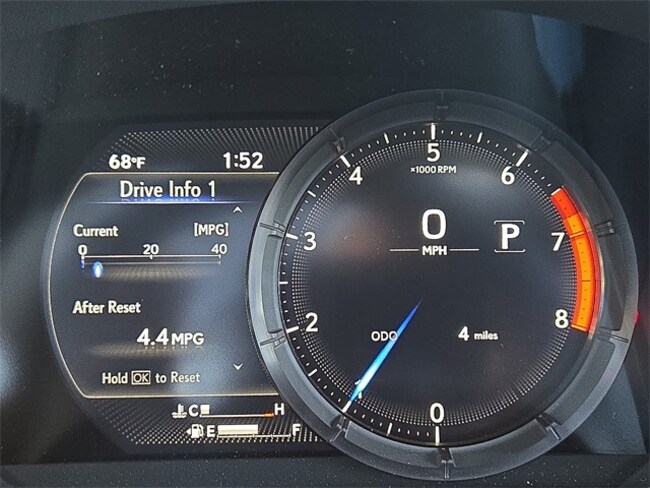 68°F 1:52
Drive Info 1
Current [MPG]
0 20 40
After Reset
4.4 MPG
Hold OK to Reset
C H
E F
5
4 6
×1000 RPM
3 0 P 7
MPH
2 ODO 4 miles 8
1
0